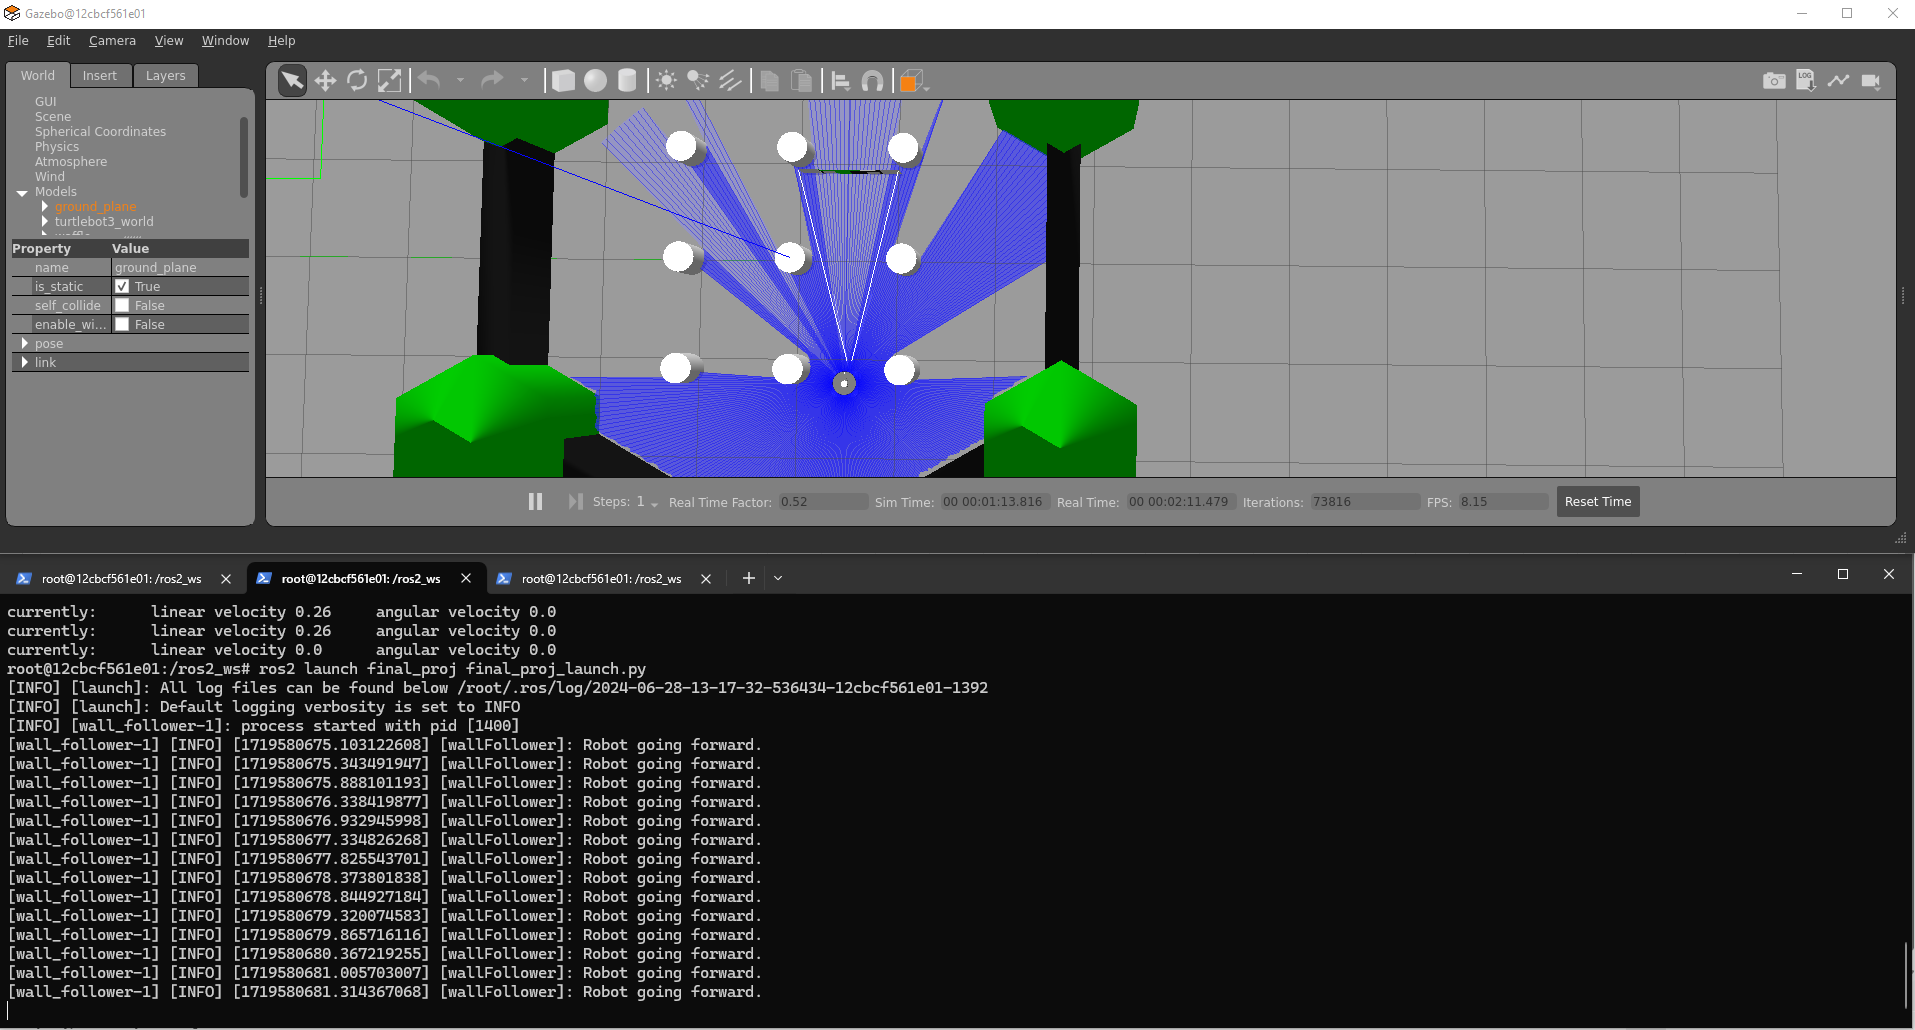 Gazebo@12cbcf561e01
File Edit Camera View Window Help
World Insert Layers
GUI
Scene
Spherical Coordinates
Physics
Atmosphere
Wind
Models
ground_plane
turtlebot3_world
Property Value
name ground_plane
is_static True
self_collide False
enable_wi... False
pose
link
LOG
Steps: 1 Real Time Factor: 0.52 Sim Time: 00 00:01:13.816 Real Time: 00 00:02:11.479 Iterations: 73816 FPS: 8.15 Reset Time
root@12cbcf561e01: /ros2_ws root@12cbcf561e01: /ros2_ws root@12cbcf561e01: /ros2_ws
currently: linear velocity 0.26 angular velocity 0.0
currently: linear velocity 0.26 angular velocity 0.0
currently: linear velocity 0.0 angular velocity 0.0
root@12cbcf561e01:/ros2_ws# ros2 launch final_proj final_proj_launch.py
[INFO] [launch]: All log files can be found below /root/.ros/log/2024-06-28-13-17-32-536434-12cbcf561e01-1392
[INFO] [launch]: Default logging verbosity is set to INFO
[INFO] [wall_follower-1]: process started with pid [1400]
[wall_follower-1] [INFO] [1719580675.103122608] [wallFollower]: Robot going forward.
[wall_follower-1] [INFO] [1719580675.343491947] [wallFollower]: Robot going forward.
[wall_follower-1] [INFO] [1719580675.888101193] [wallFollower]: Robot going forward.
[wall_follower-1] [INFO] [1719580676.338419877] [wallFollower]: Robot going forward.
[wall_follower-1] [INFO] [1719580676.932945998] [wallFollower]: Robot going forward.
[wall_follower-1] [INFO] [1719580677.334826268] [wallFollower]: Robot going forward.
[wall_follower-1] [INFO] [1719580677.825543701] [wallFollower]: Robot going forward.
[wall_follower-1] [INFO] [1719580678.373801838] [wallFollower]: Robot going forward.
[wall_follower-1] [INFO] [1719580678.844927184] [wallFollower]: Robot going forward.
[wall_follower-1] [INFO] [1719580679.320074583] [wallFollower]: Robot going forward.
[wall_follower-1] [INFO] [1719580679.865716116] [wallFollower]: Robot going forward.
[wall_follower-1] [INFO] [1719580680.367219255] [wallFollower]: Robot going forward.
[wall_follower-1] [INFO] [1719580681.005703007] [wallFollower]: Robot going forward.
[wall_follower-1] [INFO] [1719580681.314367068] [wallFollower]: Robot going forward.